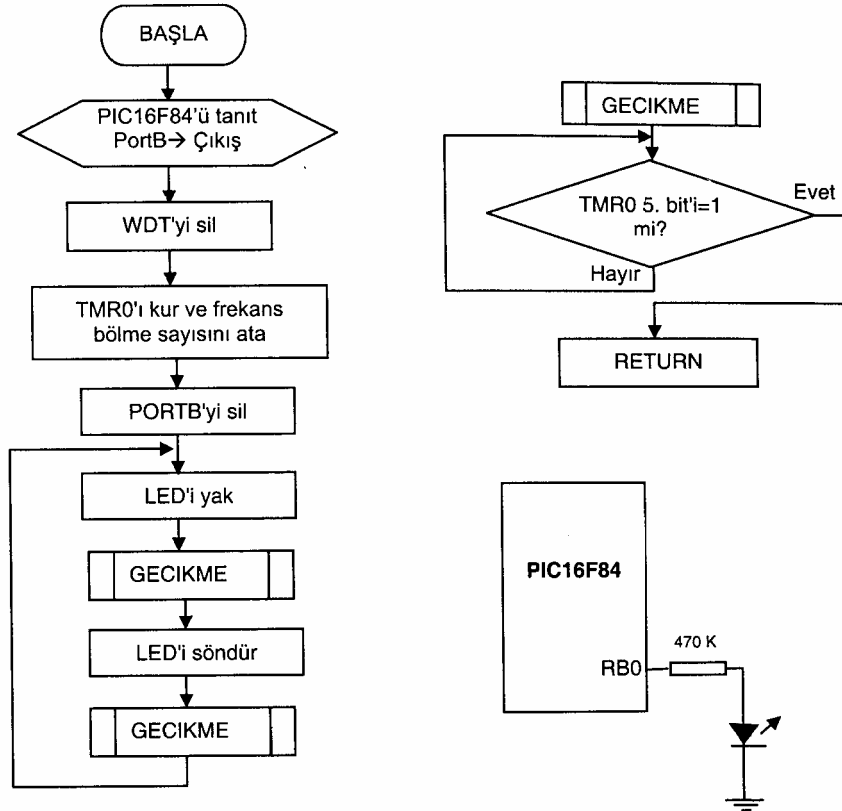 BAŞLA
PIC16F84'ü tanıt
PortB→ Çıkış
WDT'yi sil
TMR0'ı kur ve frekans
bölme sayısını ata
PORTB'yi sil
LED'i yak
GECIKME
LED'i söndür
GECIKME
GECIKME
TMR0 5. bit'i=1
mi?
Evet
Hayır
RETURN
PIC16F84
RB0
470 K